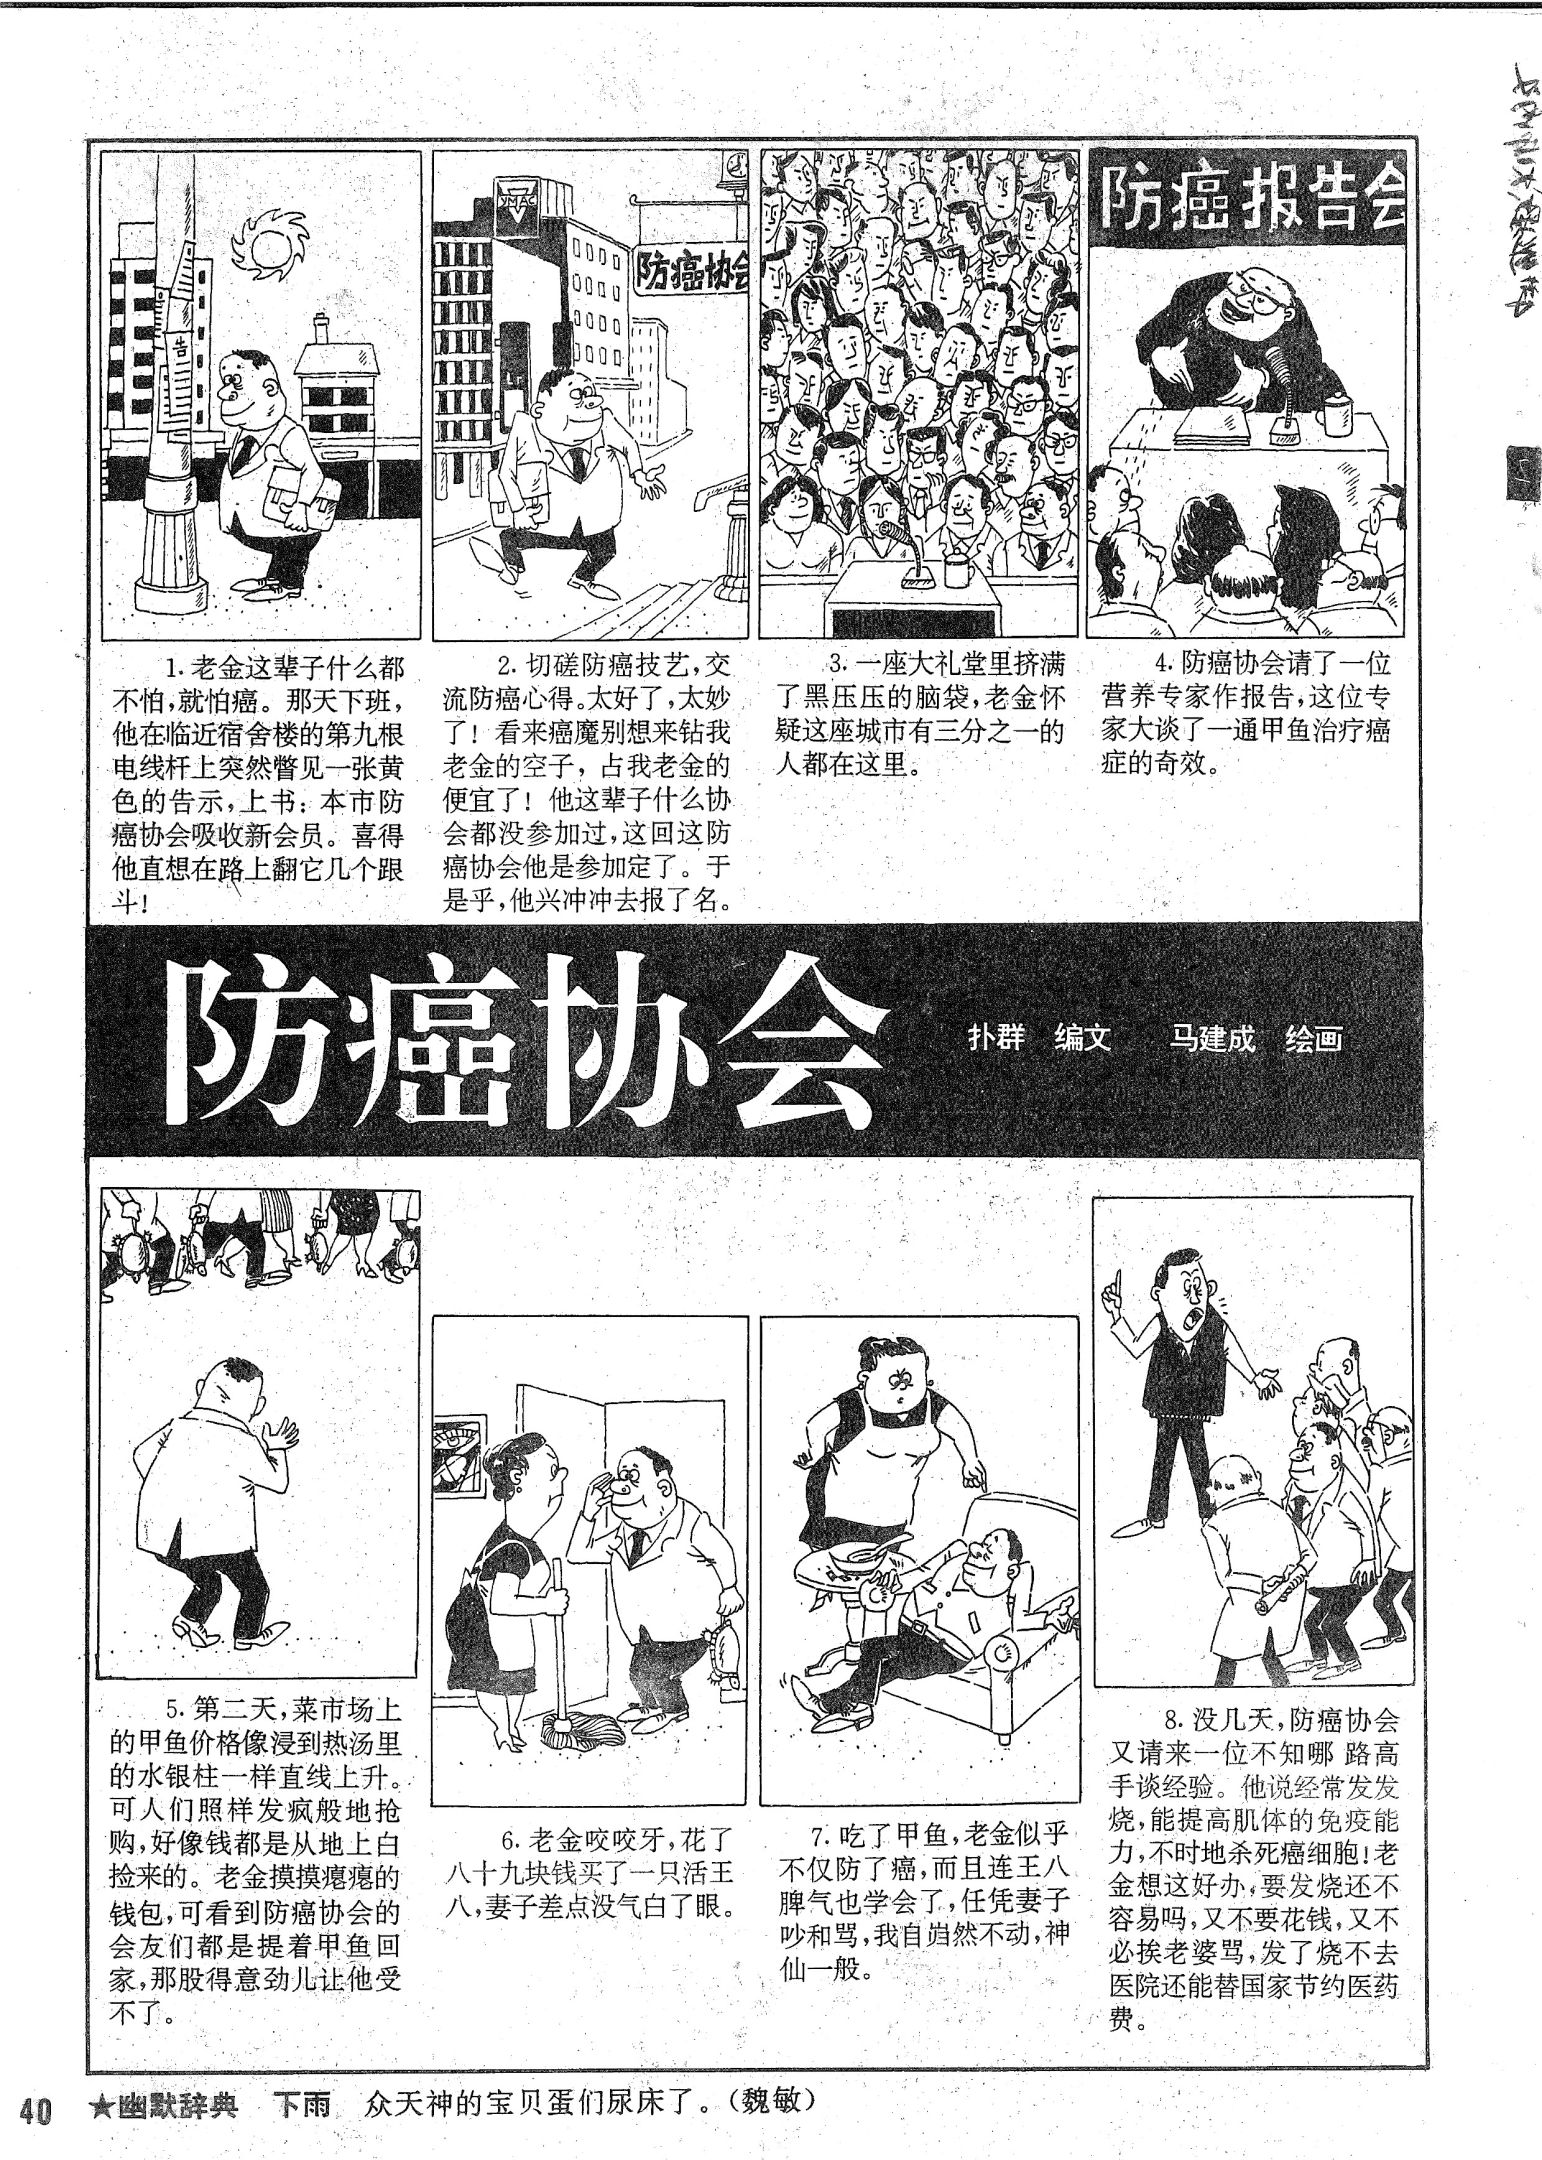 告
YMAC
防癌协会
防癌报告会
1. 老金这辈子什么都
不怕,就怕癌。那天下班,
他在临近宿舍楼的第九根
电线杆上突然瞥见一张黄
色的告示,上书:本市防
癌协会吸收新会员。喜得
他直想在路上翻它几个跟
斗!
2. 切磋防癌技艺,交
流防癌心得。太好了,太妙
了!看来癌魔别想来钻我
老金的空子,占我老金的
便宜了!他这辈子什么协
会都没参加过,这回这防
癌协会他是参加定了。于
是乎,他兴冲冲去报了名。
3. 一座大礼堂里挤满
了黑压压的脑袋,老金怀
疑这座城市有三分之一的
人都在这里。
4. 防癌协会请了一位
营养专家作报告,这位专
家大谈了一通甲鱼治疗癌
症的奇效。
防癌协会
扑群 编文 马建成 绘画
5. 第二天,菜市场上
的甲鱼价格像浸到热汤里
的水银柱一样直线上升。
可人们照样发疯般地抢
购,好像钱都是从地上白
捡来的。老金摸摸瘪瘪的
钱包,可看到防癌协会的
会友们都是提着甲鱼回
家,那股得意劲儿让他受
不了。
6. 老金咬咬牙,花了
八十九块钱买了一只活王
八,妻子差点没气白了眼。
7. 吃了甲鱼,老金似乎
不仅防了癌,而且连王八
脾气也学会了,任凭妻子
吵和骂,我自岿然不动,神
仙一般。
8. 没几天,防癌协会
又请来一位不知哪 路高
手谈经验。他说经常发发
烧,能提高肌体的免疫能
力,不时地杀死癌细胞!老
金想这好办,要发烧还不
容易吗,又不要花钱,又不
必挨老婆骂,发了烧不去
医院还能替国家节约医药
费。
40 ★幽默辞典 下雨 众天神的宝贝蛋们尿床了。(魏敏)